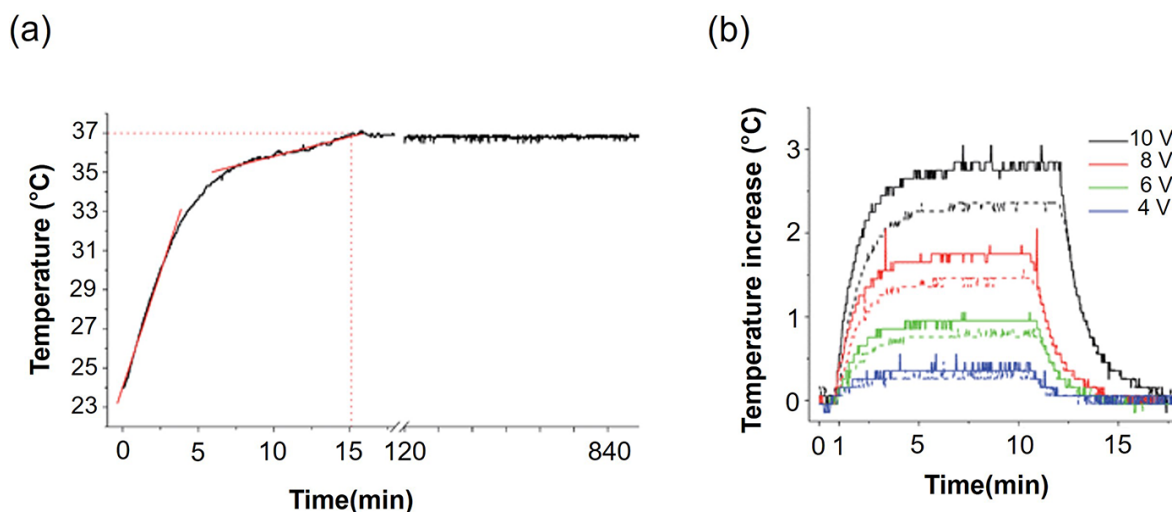 (a)
Temperature (°C)
37
35
33
31
29
27
25
23
0 5 10 15 120 840
Time(min)
(b)
Temperature increase (°C)
3
2
1
0
10 V
8 V
6 V
4 V
0 1 5 10 15
Time(min)